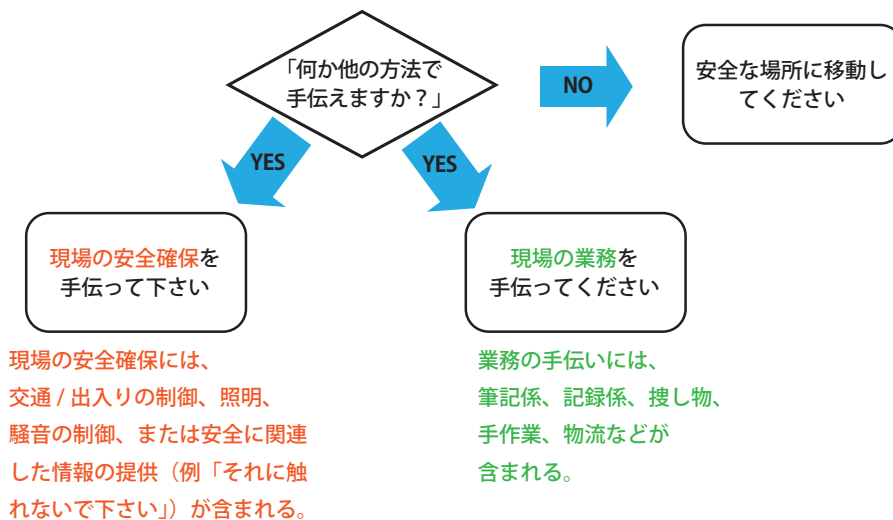 「何か他の方法で
手伝えますか？」
NO
安全な場所に移動し
てください
YES
YES
現場の安全確保を
手伝って下さい
現場の業務を
手伝ってください
現場の安全確保には、
交通 / 出入りの制御、照明、
騒音の制御、または安全に関連
した情報の提供（例「それに触
れないで下さい」）が含まれる。
業務の手伝いには、
筆記係、記録係、捜し物、
手作業、物流などが
含まれる。